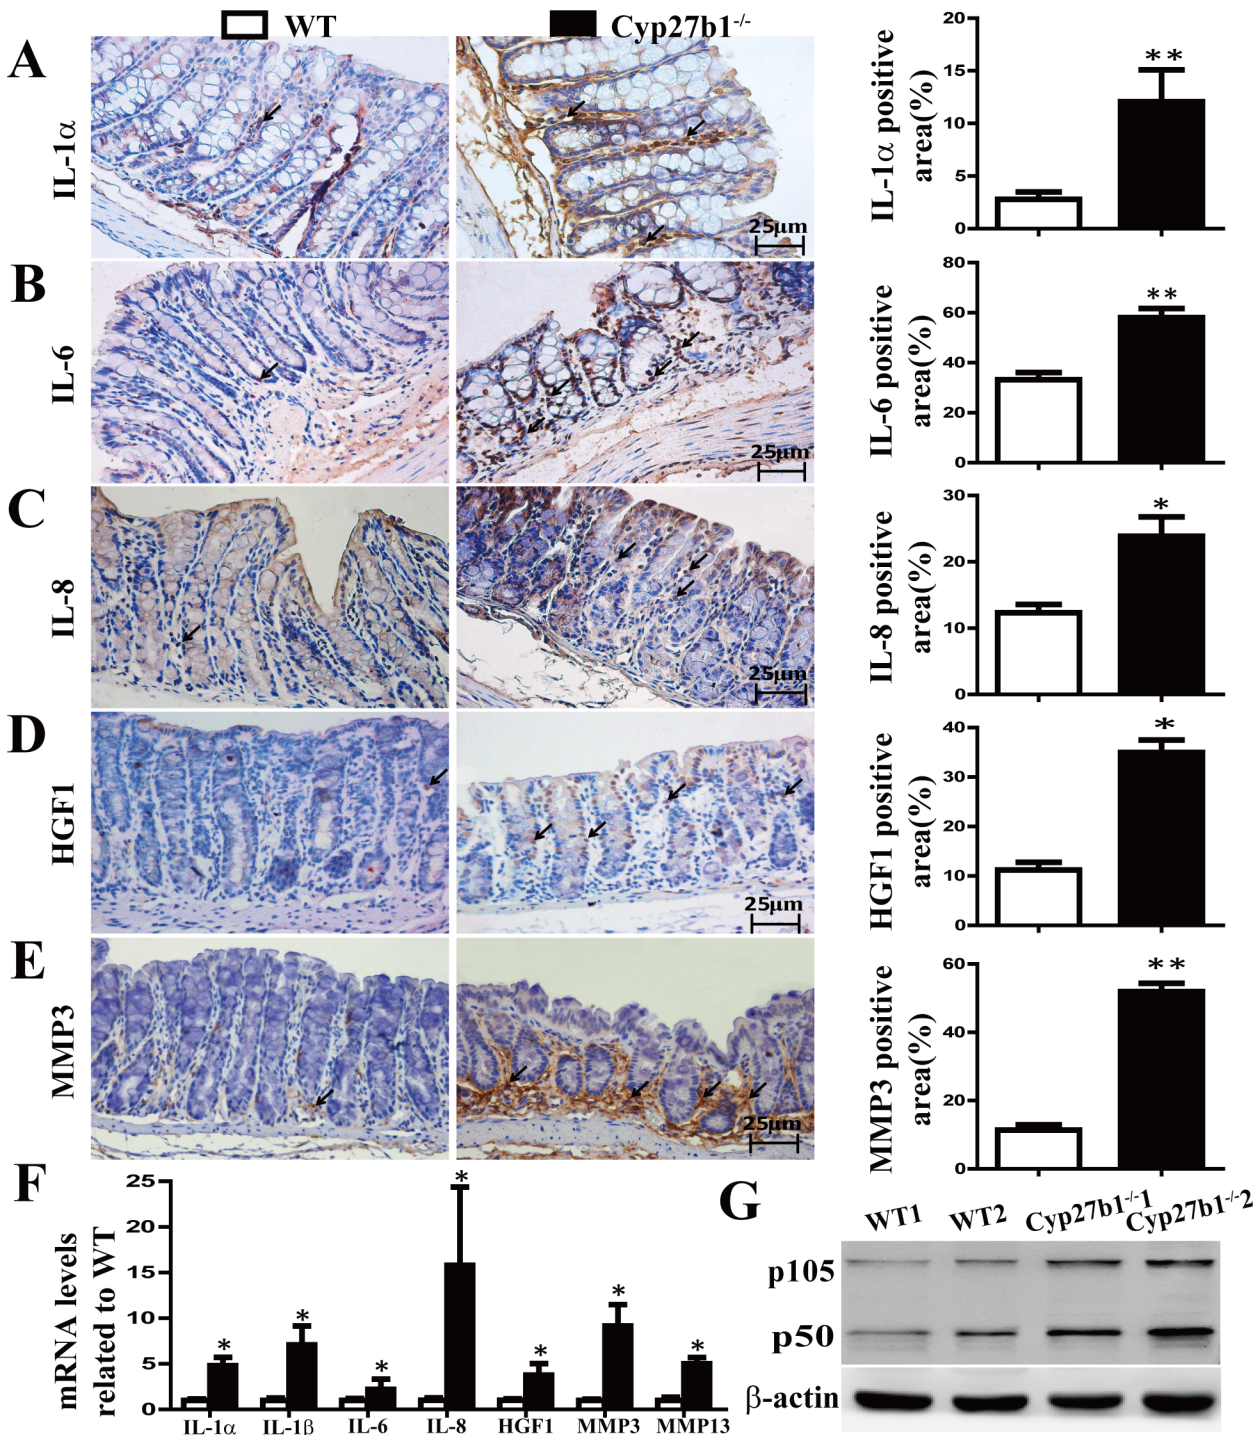 WT
Cyp27b1-/-
A
IL-1α
25μm
IL-1α positive
area(%)
20
15
10
5
0
**
B
IL-6
25μm
IL-6 positive
area(%)
80
60
40
20
0
**
C
IL-8
25μm
IL-8 positive
area(%)
30
20
10
0
*
D
HGF1
25μm
HGF1 positive
area(%)
40
30
20
10
0
*
E
MMP3
25μm
MMP3 positive
area(%)
60
40
20
0
**
F
mRNA levels
related to WT
25
20
15
10
5
0
* * * * * * *
IL-1α IL-1β IL-6 IL-8 HGF1 MMP3 MMP13
G
WT1 WT2 Cyp27b1-/-1 Cyp27b1-/-2
p105
p50
β-actin